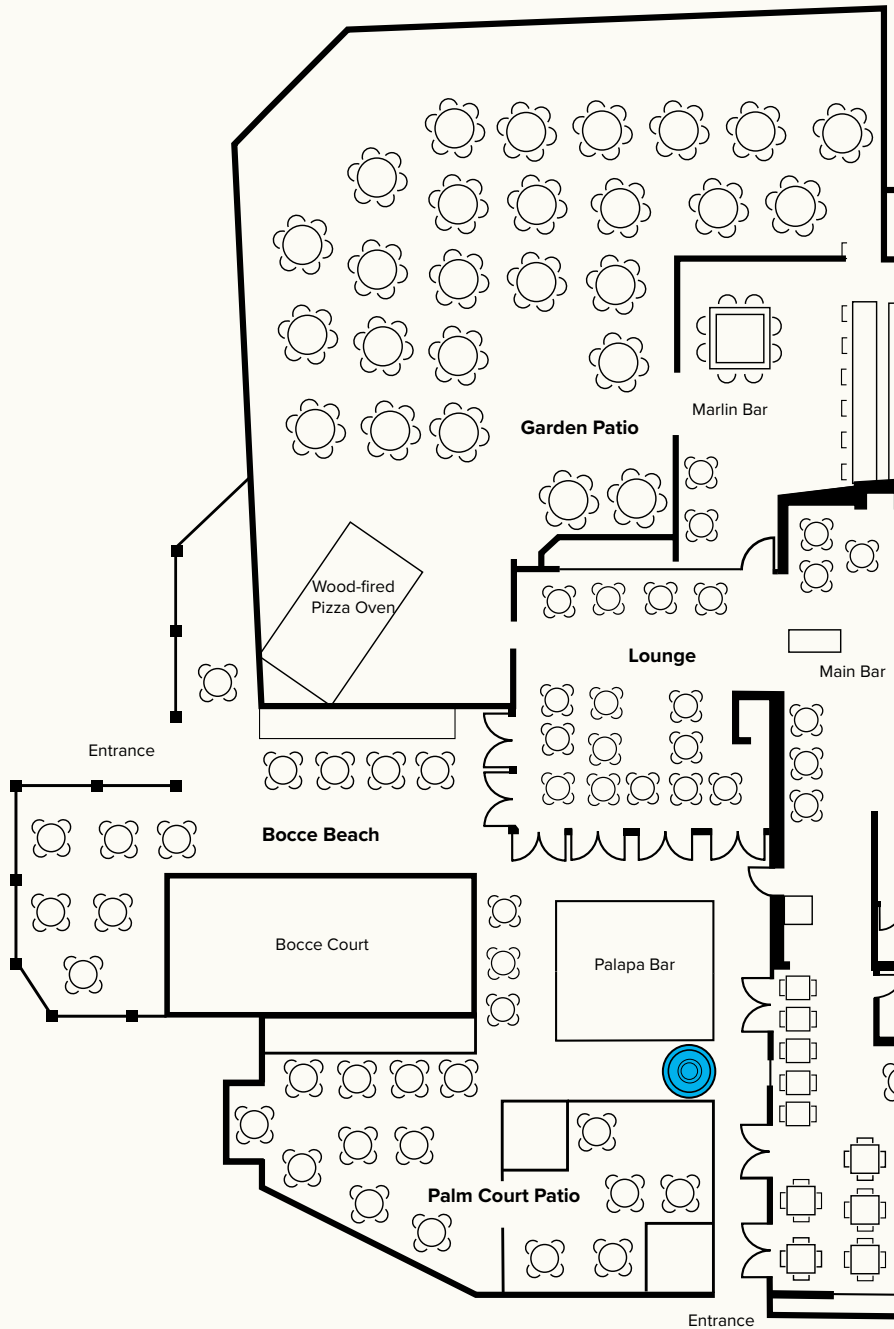 Garden Patio
Marlin Bar
Wood-fired
Pizza Oven
Lounge
Main Bar
Entrance
Bocce Beach
Bocce Court
Palapa Bar
Palm Court Patio
Entrance